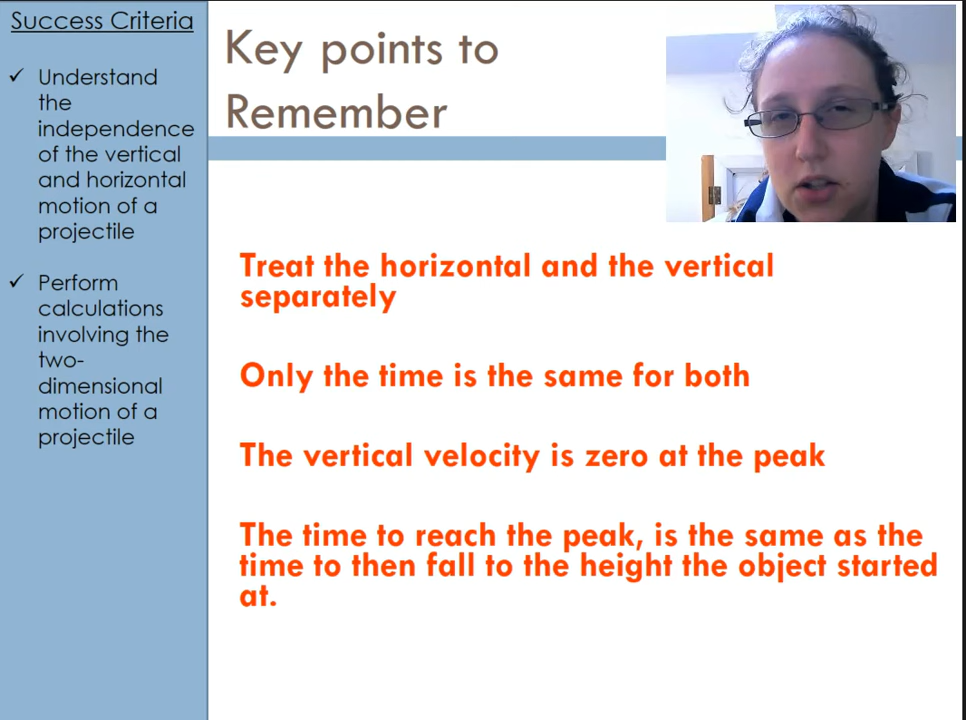 Success Criteria
✓ Understand
the
independence
of the vertical
and horizontal
motion of a
projectile
✓ Perform
calculations
involving the
two-
dimensional
motion of a
projectile
Key points to
Remember
Treat the horizontal and the vertical
separately
Only the time is the same for both
The vertical velocity is zero at the peak
The time to reach the peak, is the same as the
time to then fall to the height the object started
at.